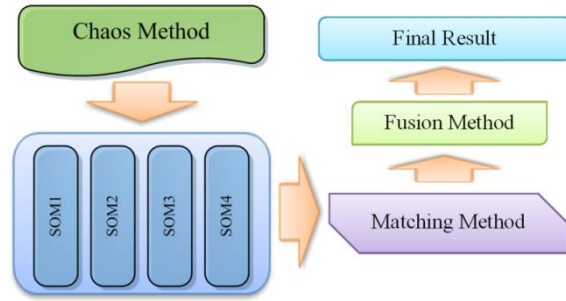 Chaos Method
SOM1
SOM2
SOM3
SOM4
Matching Method
Fusion Method
Final Result